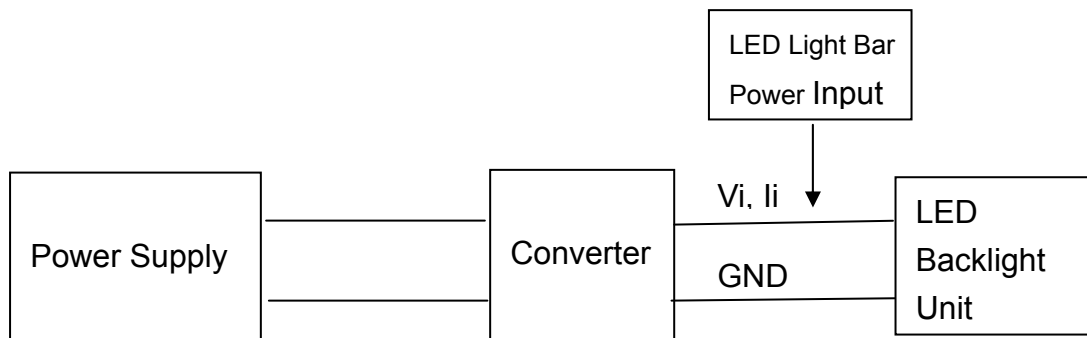 LED Light Bar
Power Input
Power Supply
Converter
Vi, Ii
GND
LED
Backlight
Unit